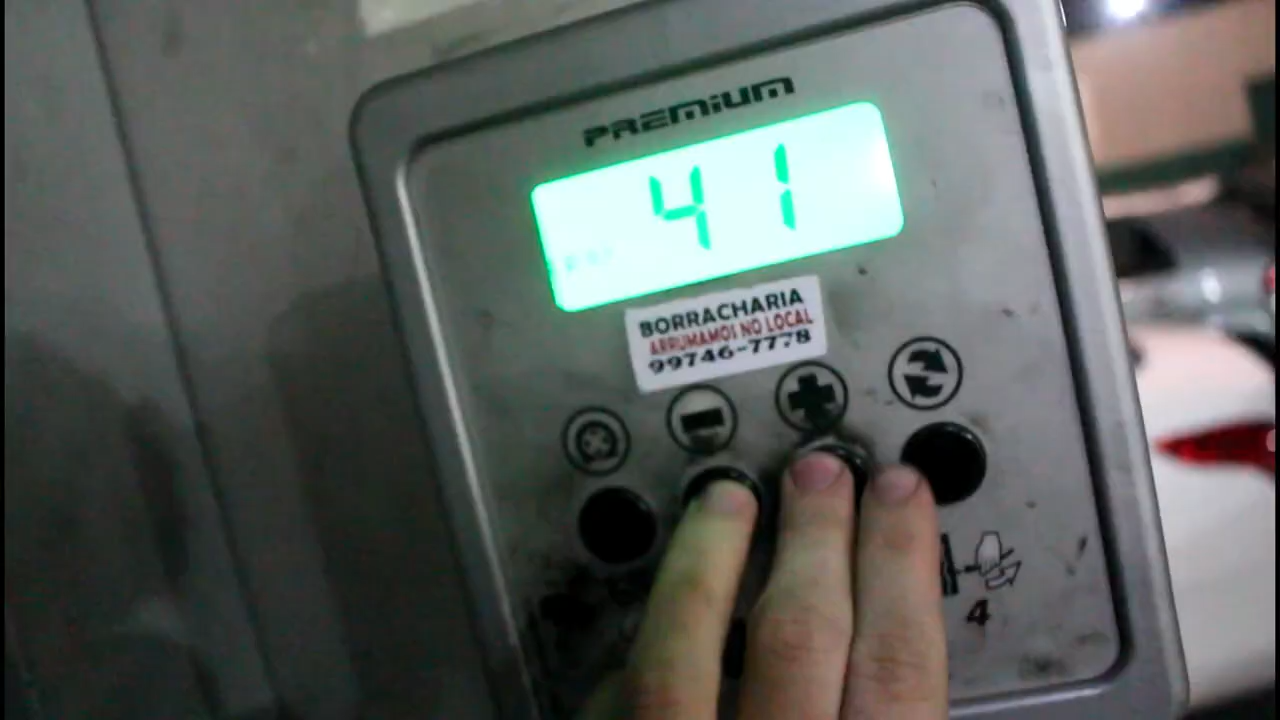 PREMIUM
41
BORRACHARIA
ARRUMAMOS NO LOCAL
99746-7778
4